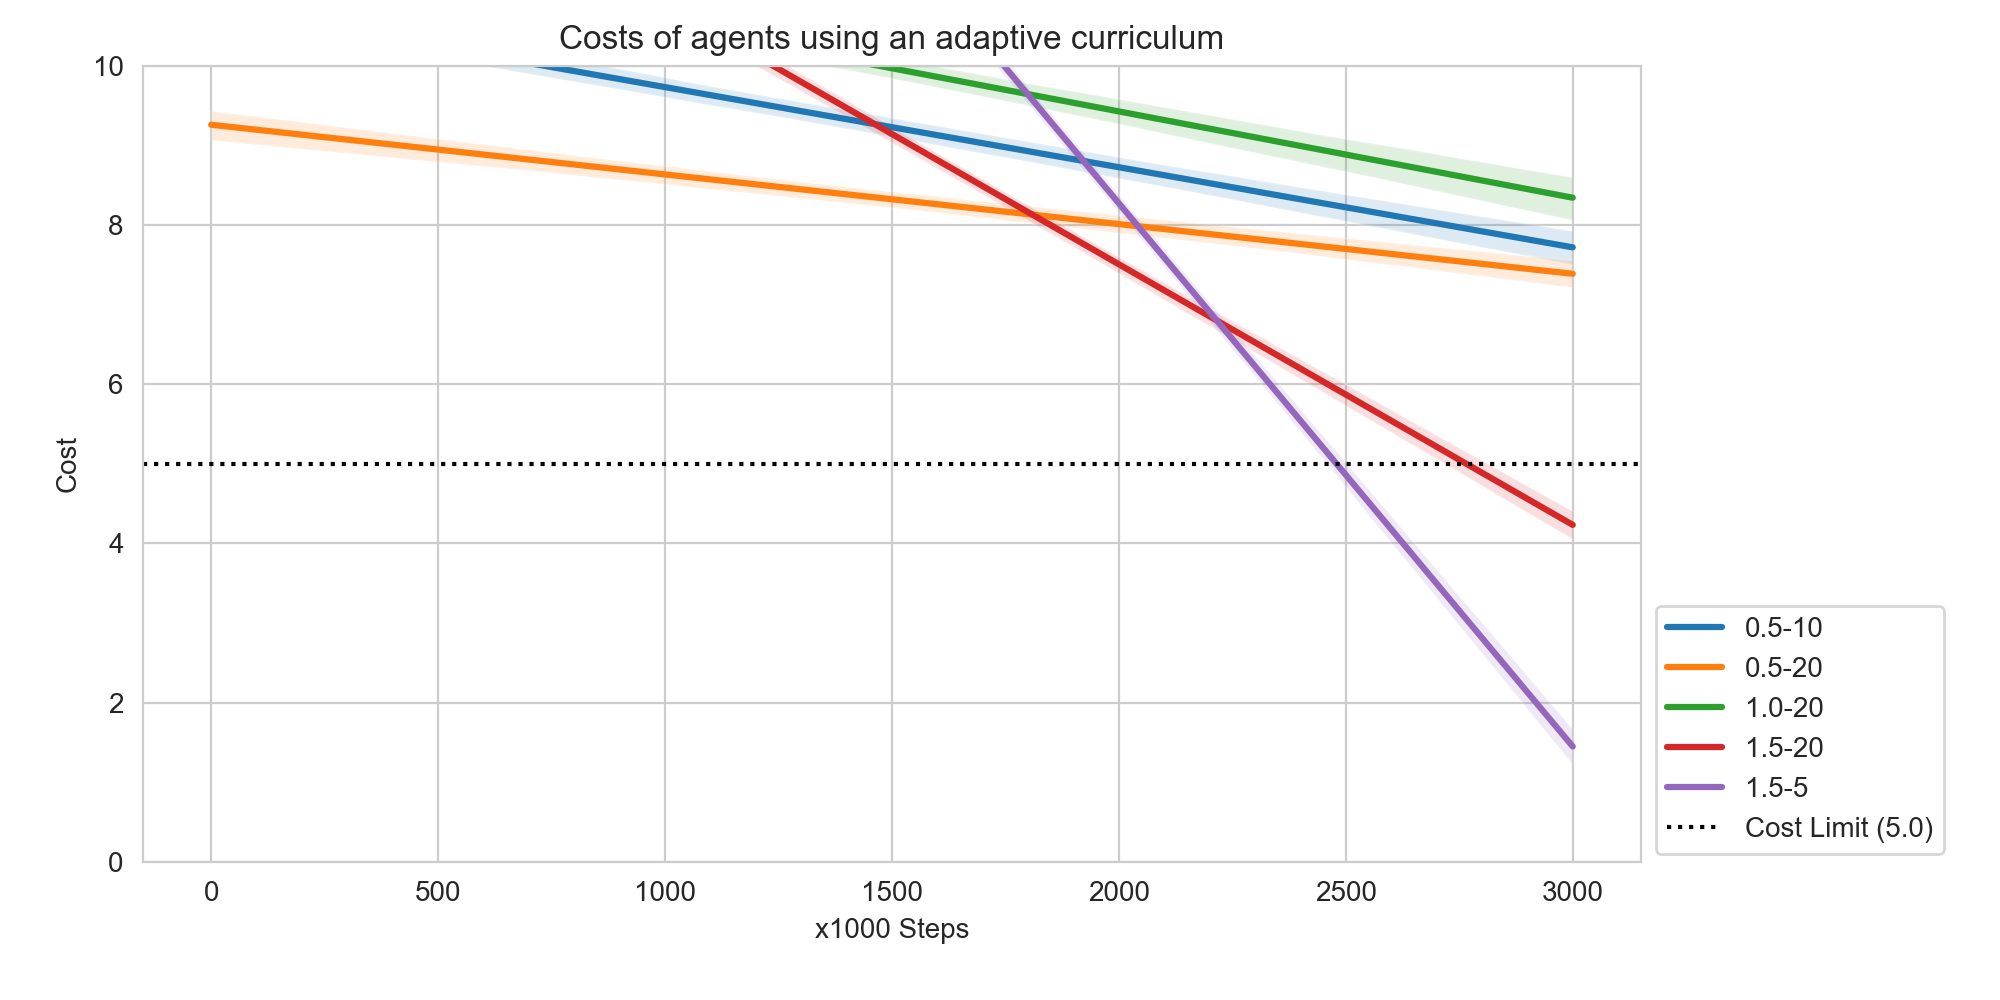 Costs of agents using an adaptive curriculum
10
8
6
4
2
0
Cost
0 500 1000 1500 2000 2500 3000
x1000 Steps
0.5-10
0.5-20
1.0-20
1.5-20
1.5-5
Cost Limit (5.0)